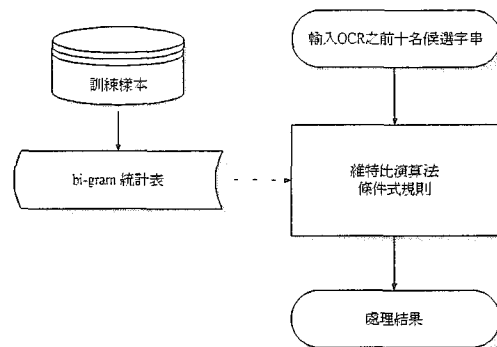 輸入OCR之前十名候選字串
訓練樣本
bi-gram 統計表
維特比演算法
條件式規則
處理結果